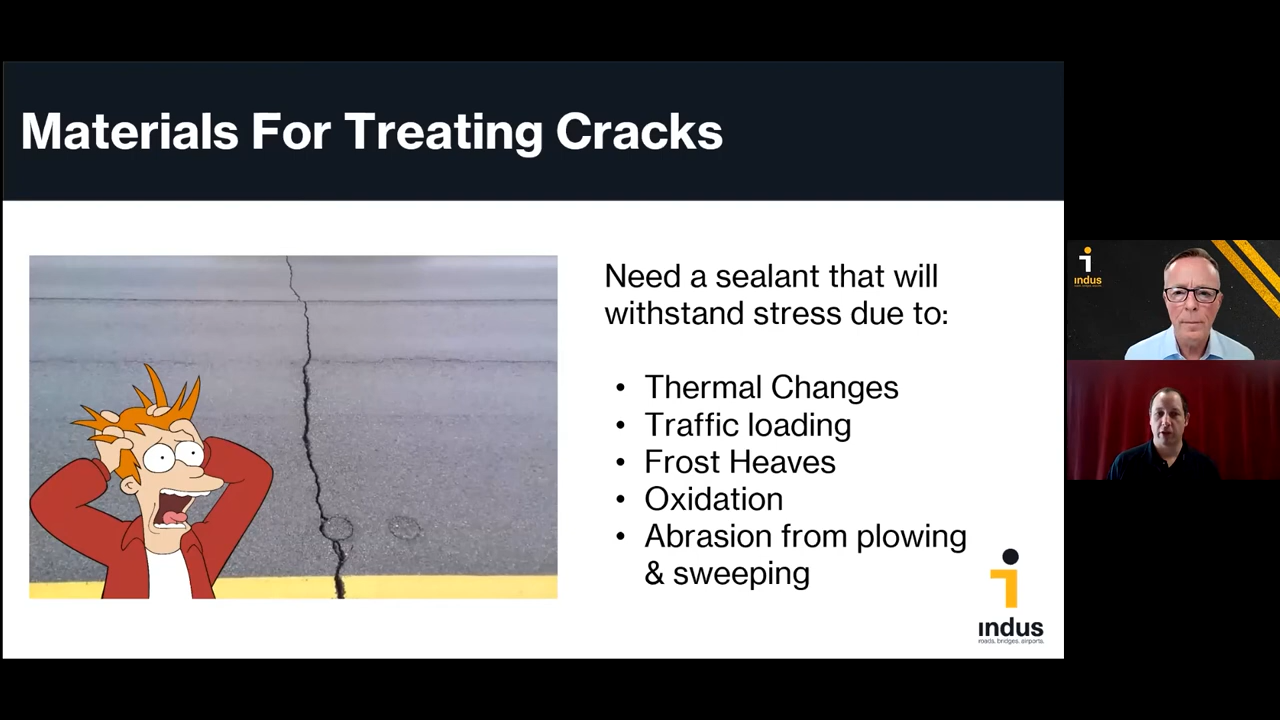 Materials For Treating Cracks
Need a sealant that will
withstand stress due to:
• Thermal Changes
• Traffic loading
• Frost Heaves
• Oxidation
• Abrasion from plowing
& sweeping
indus
roads. bridges. airports.
indus